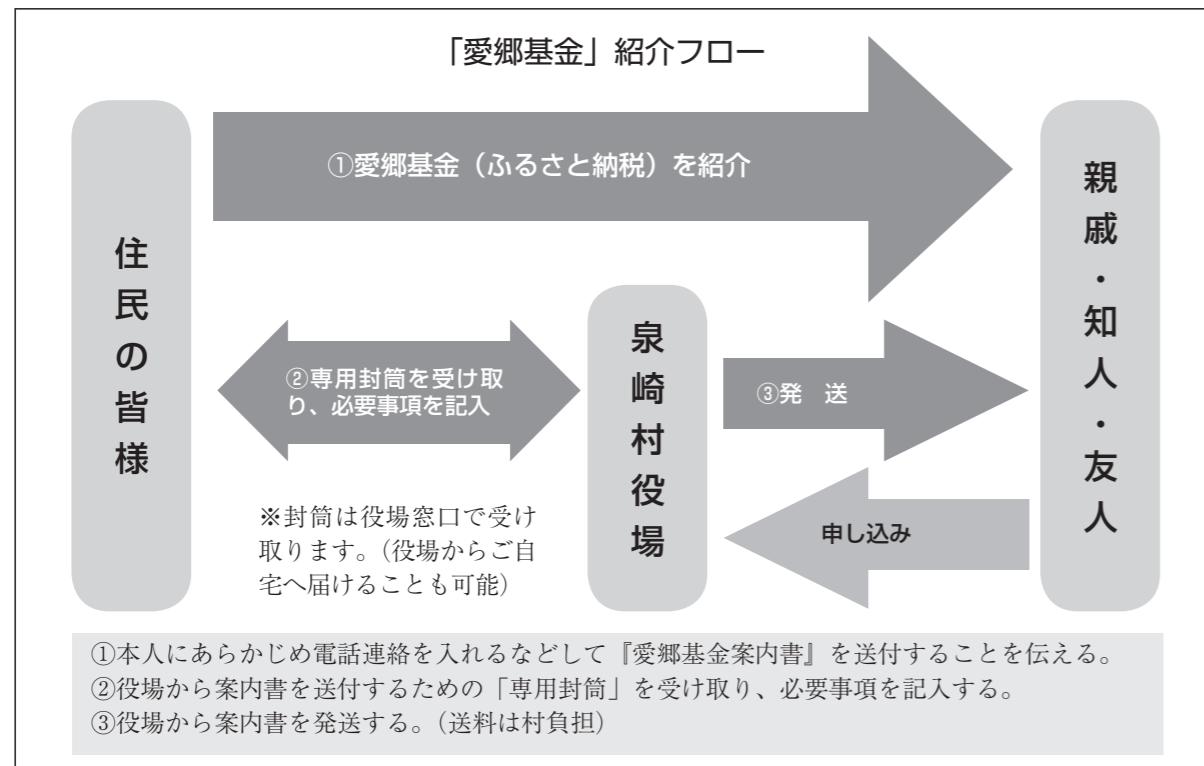 「愛郷基金」紹介フロー
①愛郷基金（ふるさと納税）を紹介
住民の皆様
親戚・知人・友人
②専用封筒を受け取
り、必要事項を記入
泉崎村役場
③発　送
申し込み
※封筒は役場窓口で受け
取ります。（役場からご自
宅へ届けることも可能）
①本人にあらかじめ電話連絡を入れるなどして『愛郷基金案内書』を送付することを伝える。
②役場から案内書を送付するための「専用封筒」を受け取り、必要事項を記入する。
③役場から案内書を発送する。（送料は村負担）